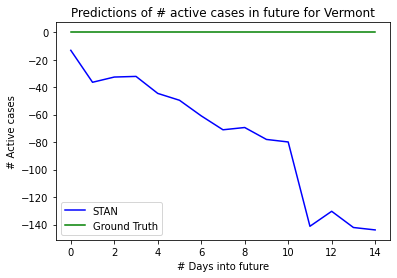 Predictions of # active cases in future for Vermont
# Active cases
0
−20
−40
−60
−80
−100
−120
−140
STAN
Ground Truth
0 2 4 6 8 10 12 14
# Days into future